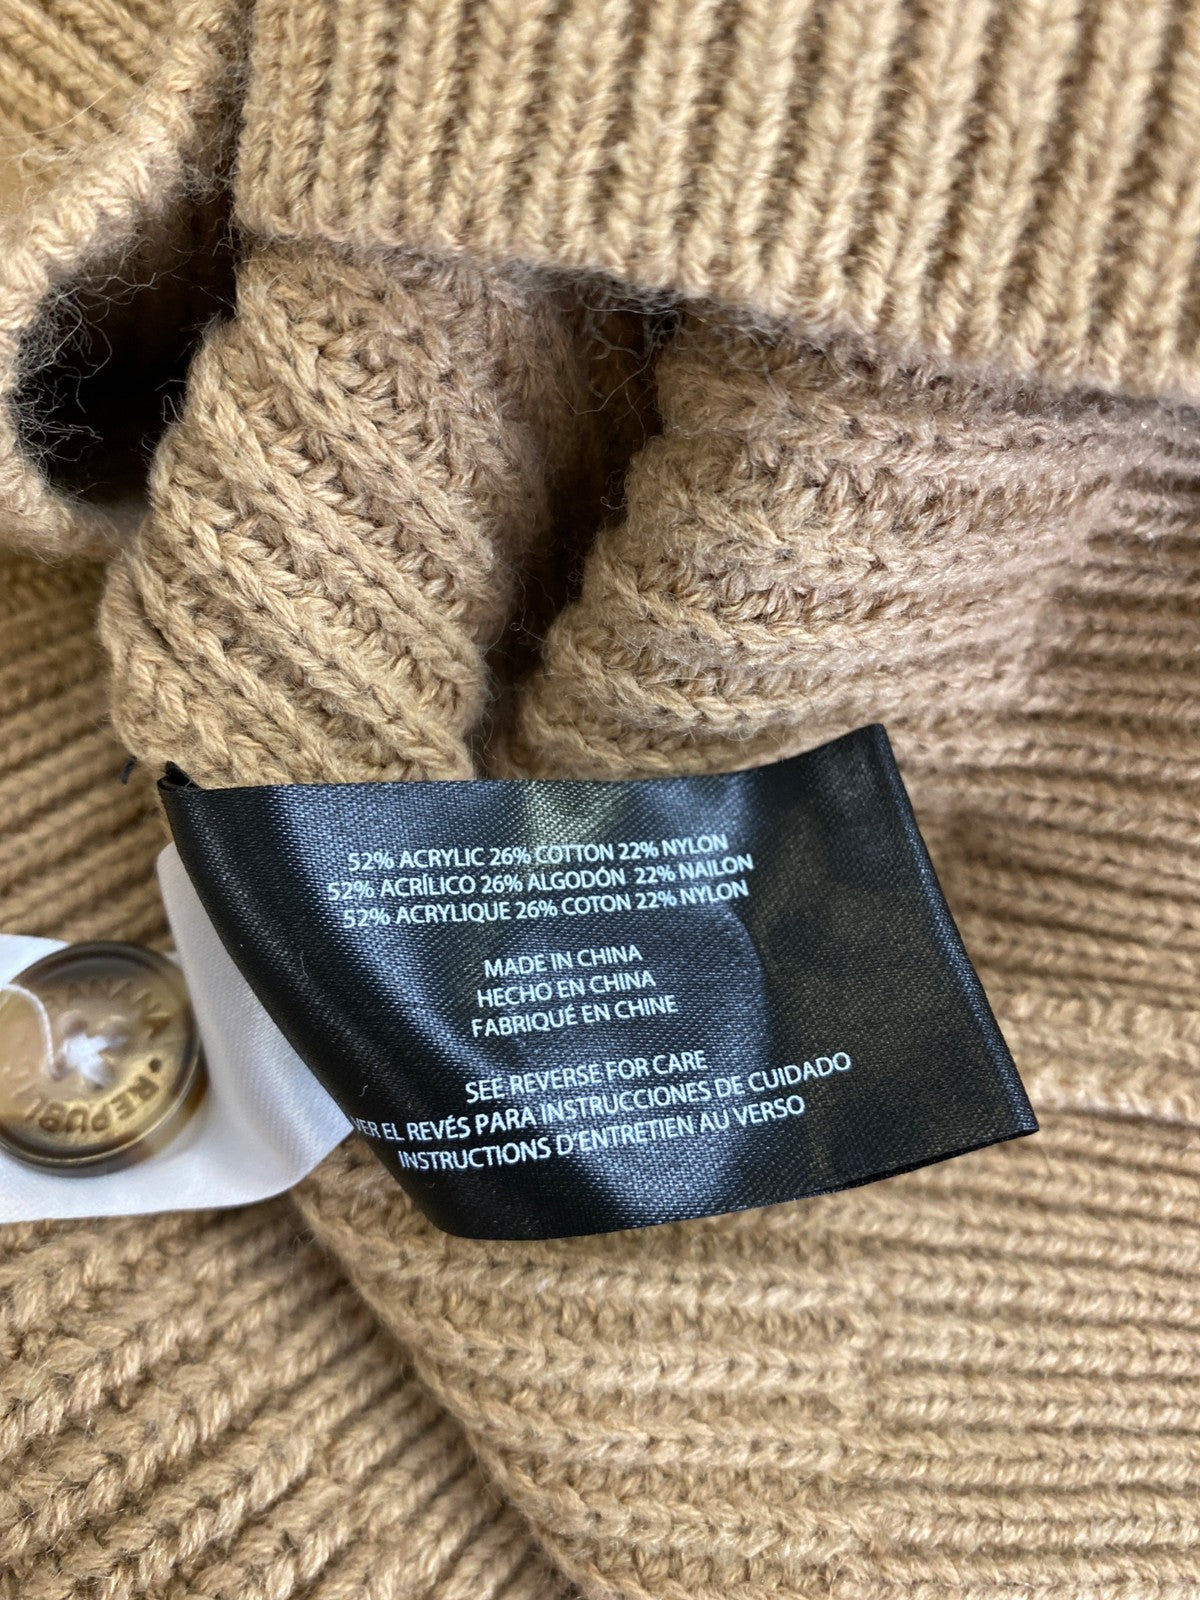 52% ACRYLIC 26% COTTON 22% NYLON
52% ACRÍLICO 26% ALGODÓN 22% NAILON
52% ACRYLIQUE 26% COTON 22% NYLON
MADE IN CHINA
HECHO EN CHINA
FABRIQUÉ EN CHINE
SEE REVERSE FOR CARE
VER EL REVÉS PARA INSTRUCCIONES DE CUIDADO
INSTRUCTIONS D'ENTRETIEN AU VERSO